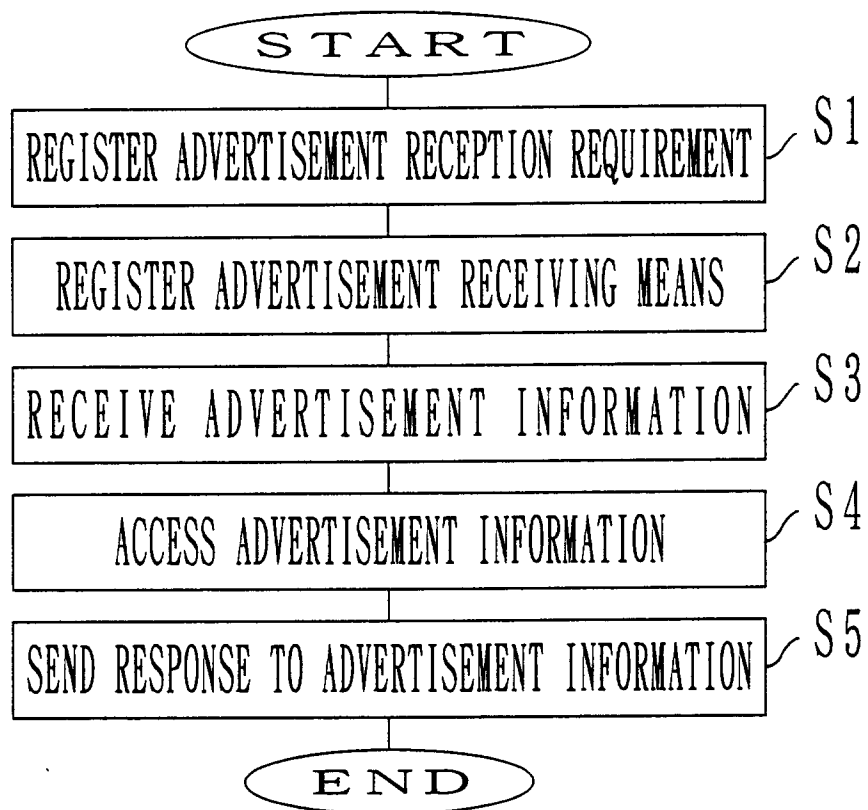 START
REGISTER ADVERTISEMENT RECEPTION REQUIREMENT
S1
REGISTER ADVERTISEMENT RECEIVING MEANS
S2
RECEIVE ADVERTISEMENT INFORMATION
S3
ACCESS ADVERTISEMENT INFORMATION
S4
SEND RESPONSE TO ADVERTISEMENT INFORMATION
S5
END